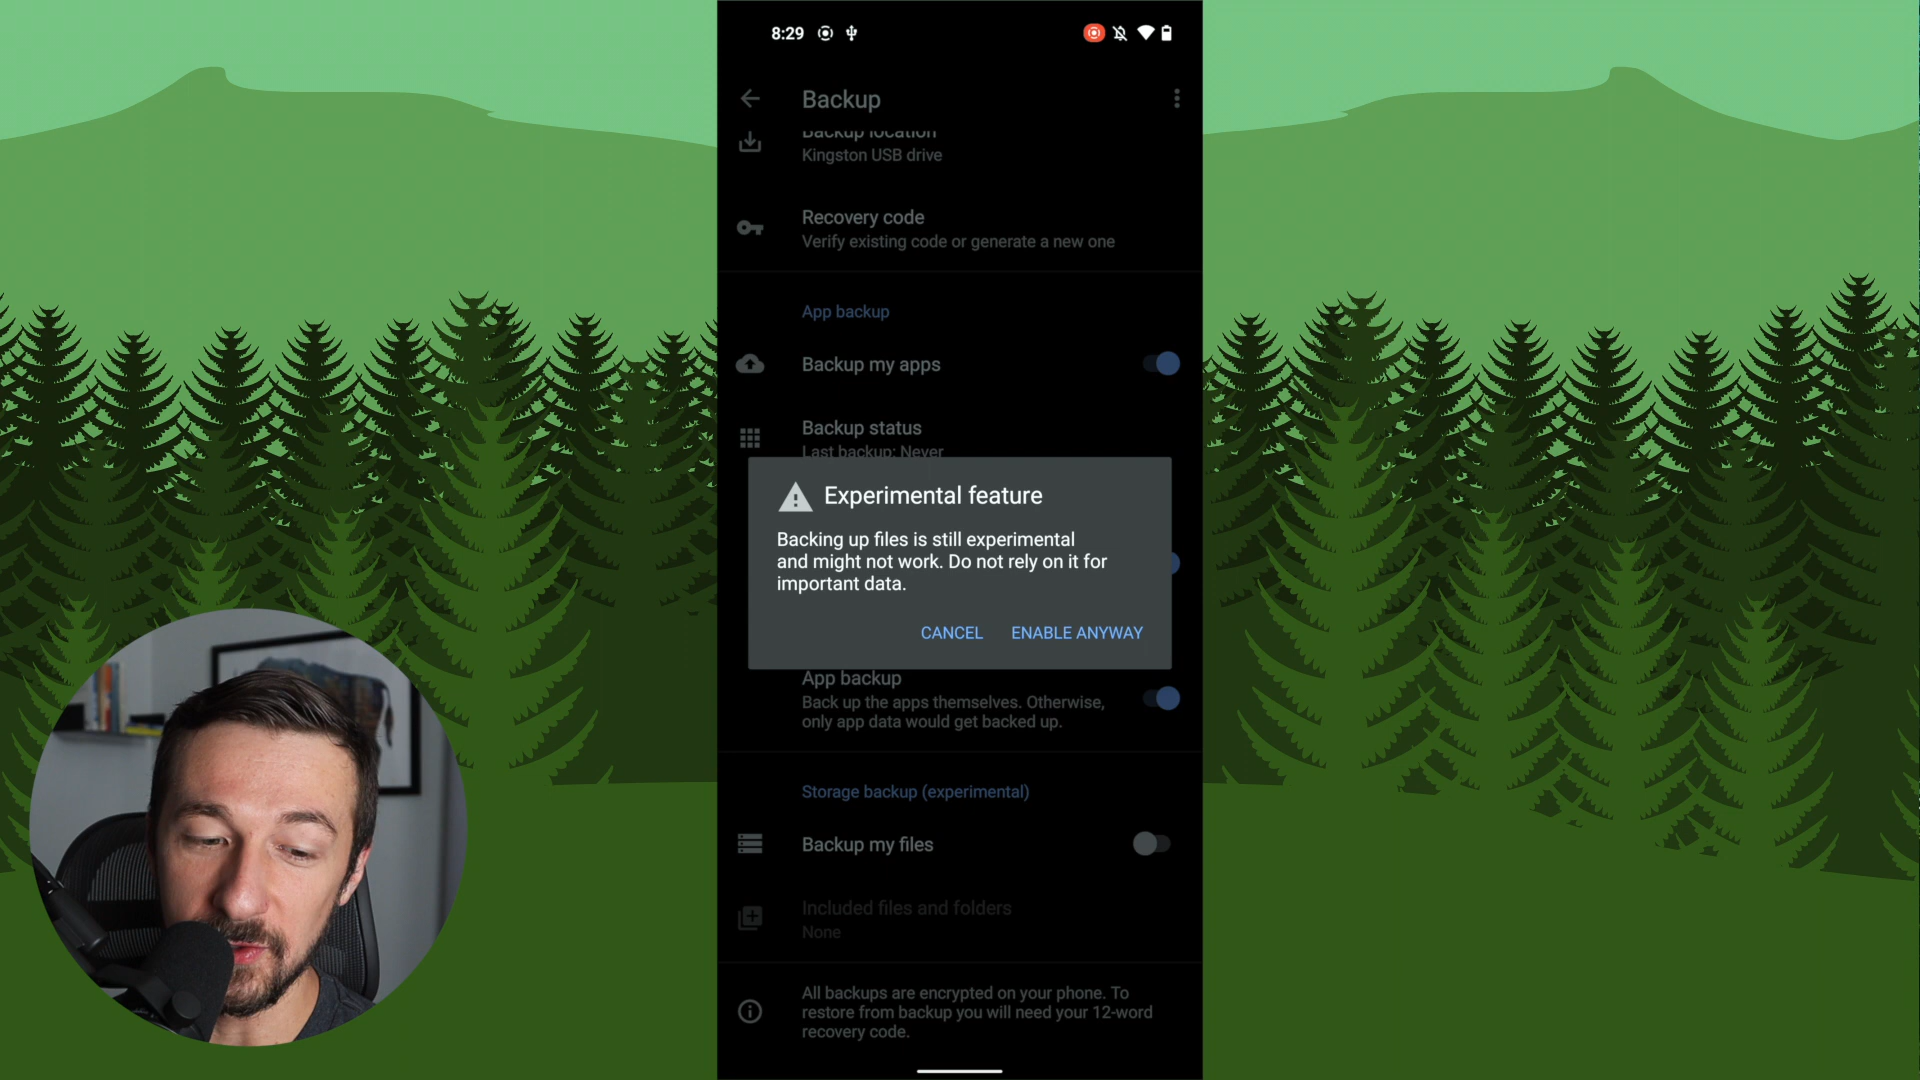 8:29
Backup
Backup location
Kingston USB drive
Recovery code
Verify existing code or generate a new one
App backup
Backup my apps
Backup status
Last backup: Never
Experimental feature
Backing up files is still experimental
and might not work. Do not rely on it for
important data.
CANCEL
ENABLE ANYWAY
App backup
Back up the apps themselves. Otherwise,
only app data would get backed up.
Storage backup (experimental)
Backup my files
Included files and folders
None
All backups are encrypted on your phone. To
restore from backup you will need your 12-word
recovery code.